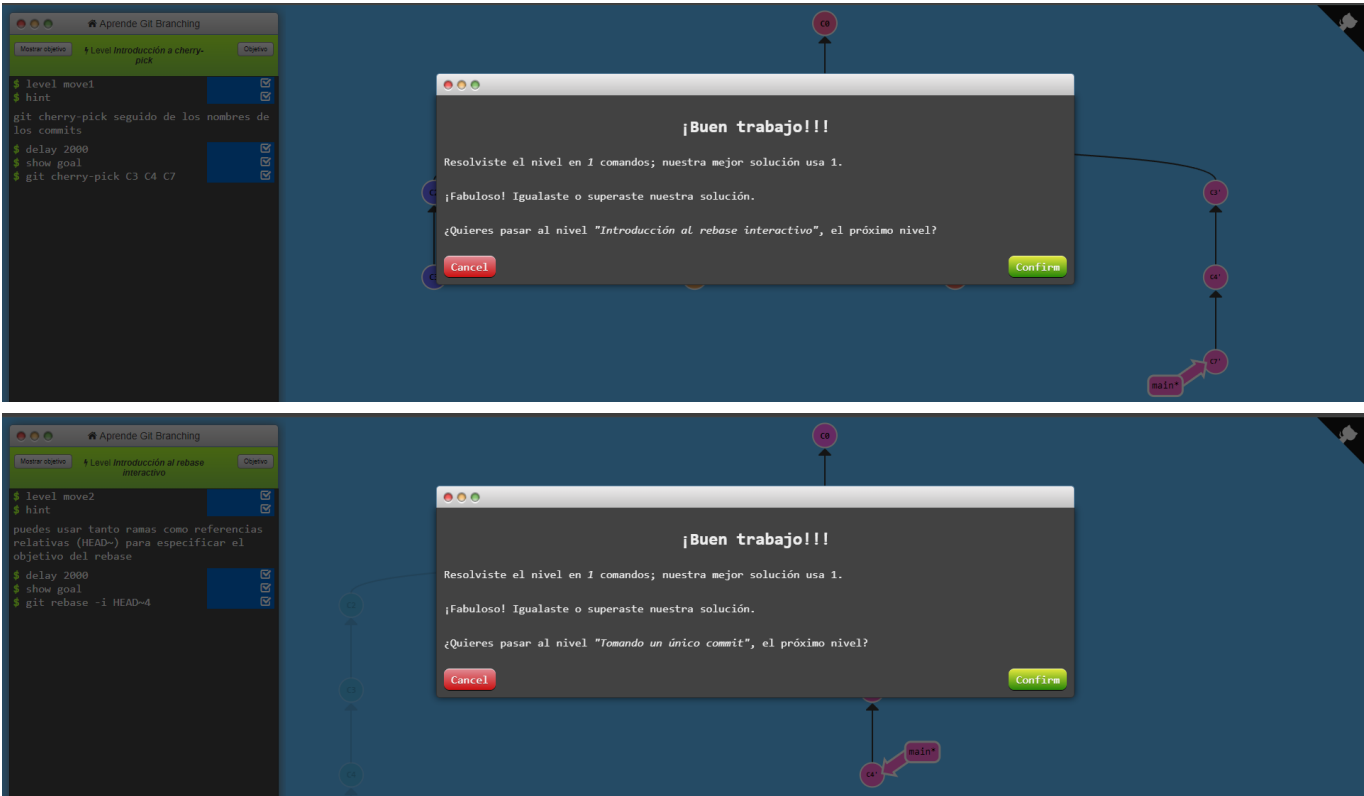 Aprende Git Branching
Mostrar objetivo
Level Introducción a cherry-
pick
Objetivo
$ level move1
$ hint
git cherry-pick seguido de los nombres de
los commits
$ delay 2000
$ show goal
$ git cherry-pick C3 C4 C7
C0
¡Buen trabajo!!!
Resolviste el nivel en 1 comandos; nuestra mejor solución usa 1.
¡Fabuloso! Igualaste o superaste nuestra solución.
¿Quieres pasar al nivel "Introducción al rebase interactivo", el próximo nivel?
Cancel
Confirm
C3'
C4'
C7'
main*
Aprende Git Branching
Mostrar objetivo
Level Introducción al rebase
interactivo
Objetivo
$ level move2
$ hint
puedes usar tanto ramas como referencias
relativas (HEAD~) para especificar el
objetivo del rebase
$ delay 2000
$ show goal
$ git rebase -i HEAD~4
C0
¡Buen trabajo!!!
Resolviste el nivel en 1 comandos; nuestra mejor solución usa 1.
¡Fabuloso! Igualaste o superaste nuestra solución.
¿Quieres pasar al nivel "Tomando un único commit", el próximo nivel?
Cancel
Confirm
main*
C4'